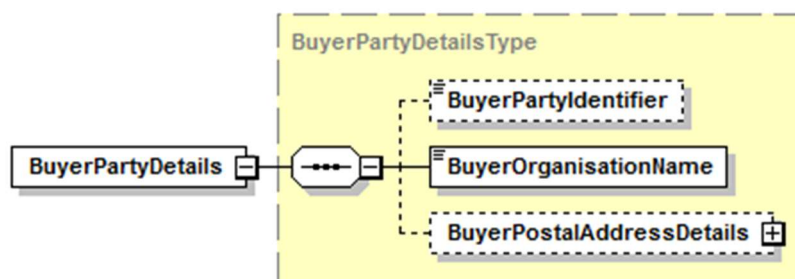 BuyerPartyDetailsType
BuyerPartyIdentifier
BuyerPartyDetails
BuyerOrganisationName
BuyerPostalAddressDetails